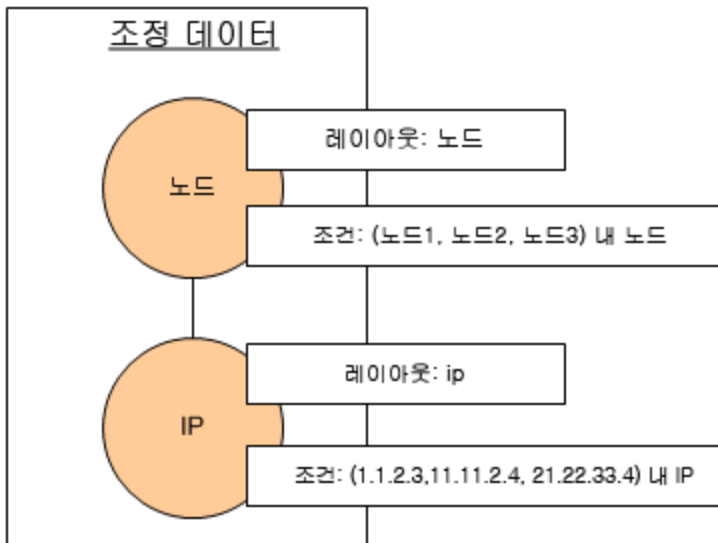 조정 데이터
레이아웃: 노드
노드
조건: (노드1, 노드2, 노드3) 내 노드
레이아웃: ip
IP
조건: (1.1.2.3,11.11.2.4, 21.22.33.4) 내 IP